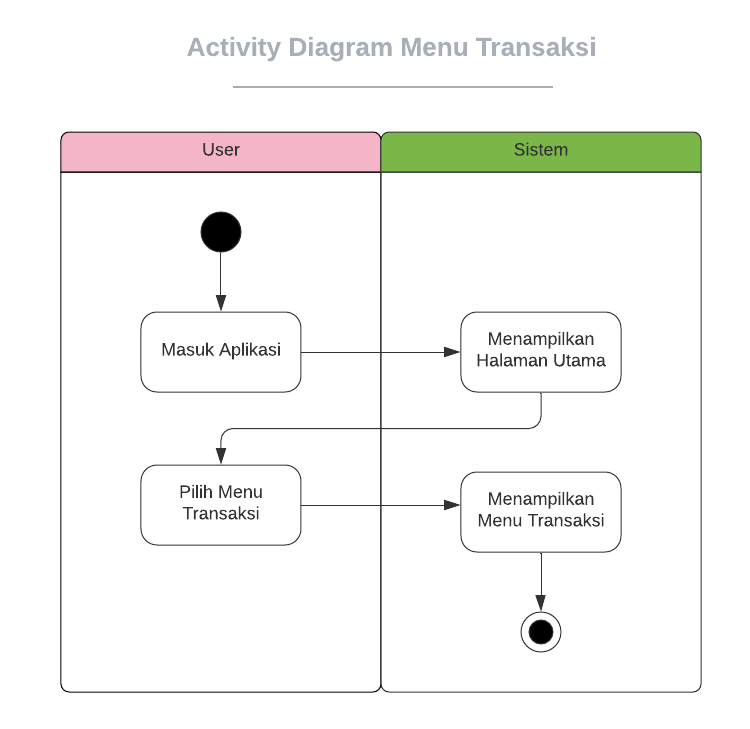 Activity Diagram Menu Transaksi
User
Sistem
Masuk Aplikasi
Menampilkan
Halaman Utama
Pilih Menu
Transaksi
Menampilkan
Menu Transaksi